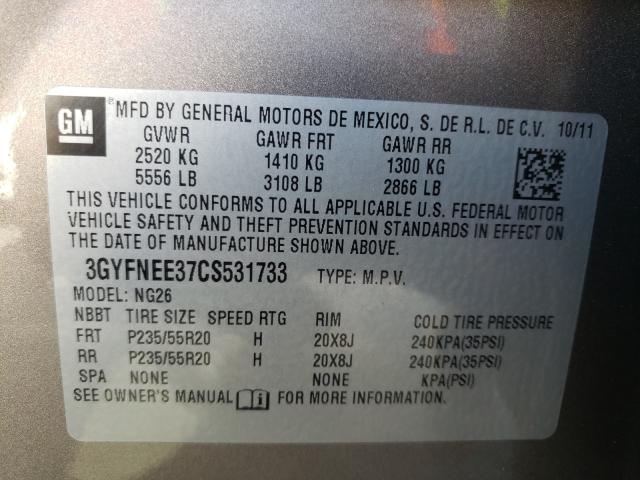 GM ® MFD BY GENERAL MOTORS DE MEXICO, S. DE R.L. DE C.V. 10/11
GVWR GAWR FRT GAWR RR
2520 KG 1410 KG 1300 KG
5556 LB 3108 LB 2866 LB
THIS VEHICLE CONFORMS TO ALL APPLICABLE U.S. FEDERAL MOTOR
VEHICLE SAFETY AND THEFT PREVENTION STANDARDS IN EFFECT ON
THE DATE OF MANUFACTURE SHOWN ABOVE.
3GYFNEE37CS531733 TYPE: M.P.V.
MODEL: NG26
NBBT TIRE SIZE SPEED RTG RIM COLD TIRE PRESSURE
FRT P235/55R20 H 20X8J 240KPA(35PSI)
RR P235/55R20 H 20X8J 240KPA(35PSI)
SPA NONE NONE KPA(PSI)
SEE OWNER'S MANUAL i FOR MORE INFORMATION.